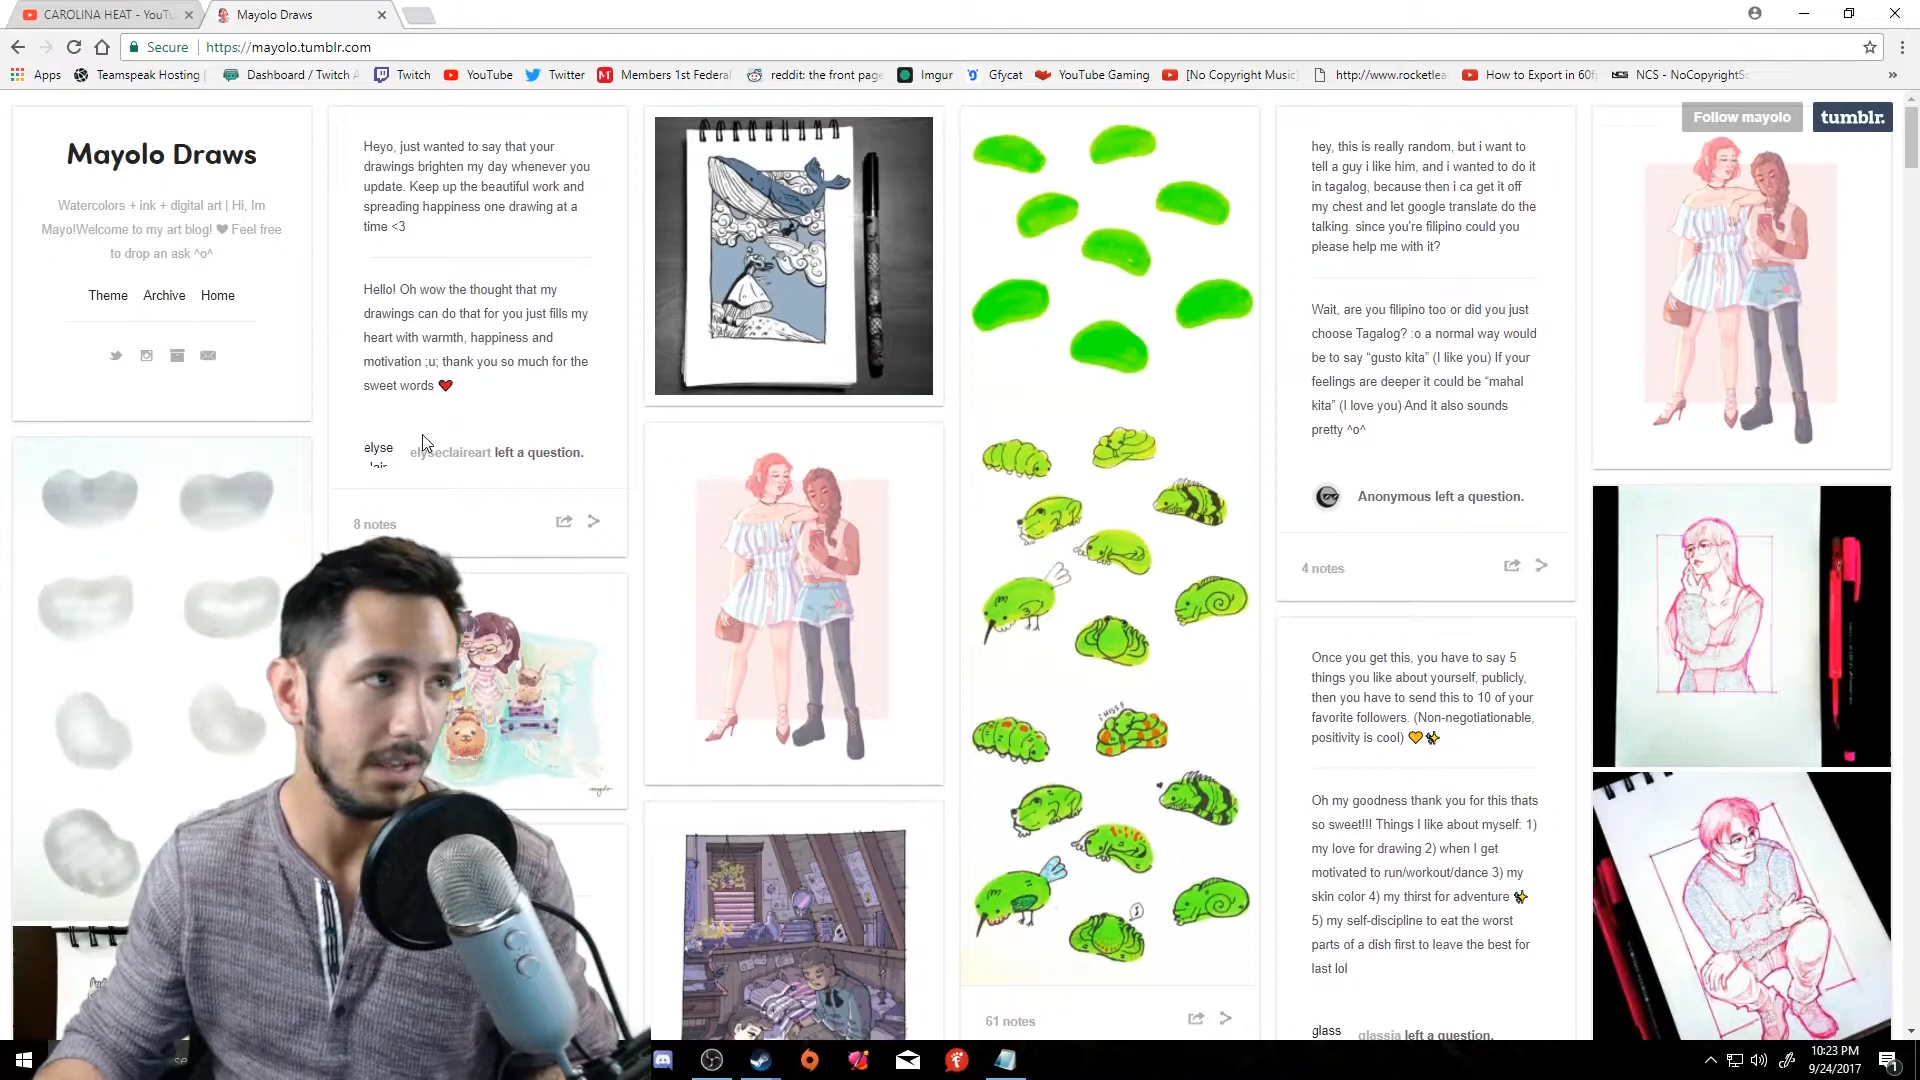 CAROLINA HEAT - YouTu
Mayolo Draws
Secure
https://mayolo.tumblr.com
Apps
Teamspeak Hosting
Dashboard / Twitch
Twitch
YouTube
Twitter
Members 1st Federal
reddit: the front page
Imgur
Gfycat
YouTube Gaming
[No Copyright Music]
http://www.rocketlea
How to Export in 60f
NCS - NoCopyrightSo
Mayolo Draws
Watercolors + ink + digital art | Hi, Im
Mayo!Welcome to my art blog! ♥ Feel free
to drop an ask ^o^
Theme
Archive
Home
Heyo, just wanted to say that your
drawings brighten my day whenever you
update. Keep up the beautiful work and
spreading happiness one drawing at a
time <3
Hello! Oh wow the thought that my
drawings can do that for you just fills my
heart with warmth, happiness and
motivation ;u; thank you so much for the
sweet words ❤
elyse
clair
elyseclaireart left a question.
8 notes
61 notes
hey, this is really random, but i want to
tell a guy i like him, and i wanted to do it
in tagalog, because then i ca get it off
my chest and let google translate do the
talking. since you're filipino could you
please help me with it?
Wait, are you filipino too or did you just
choose Tagalog? :o a normal way would
be to say “gusto kita” (I like you) If your
feelings are deeper it could be “mahal
kita” (I love you) And it also sounds
pretty ^o^
Anonymous left a question.
4 notes
Once you get this, you have to say 5
things you like about yourself, publicly,
then you have to send this to 10 of your
favorite followers. (Non-negotiationable,
positivity is cool) 💛✨
Oh my goodness thank you for this thats
so sweet!!! Things I like about myself: 1)
my love for drawing 2) when I get
motivated to run/workout/dance 3) my
skin color 4) my thirst for adventure ✨
5) my self-discipline to eat the worst
parts of a dish first to leave the best for
last lol
glass
glassia left a question.
Follow mayolo
tumblr.
10:23 PM
9/24/2017
1